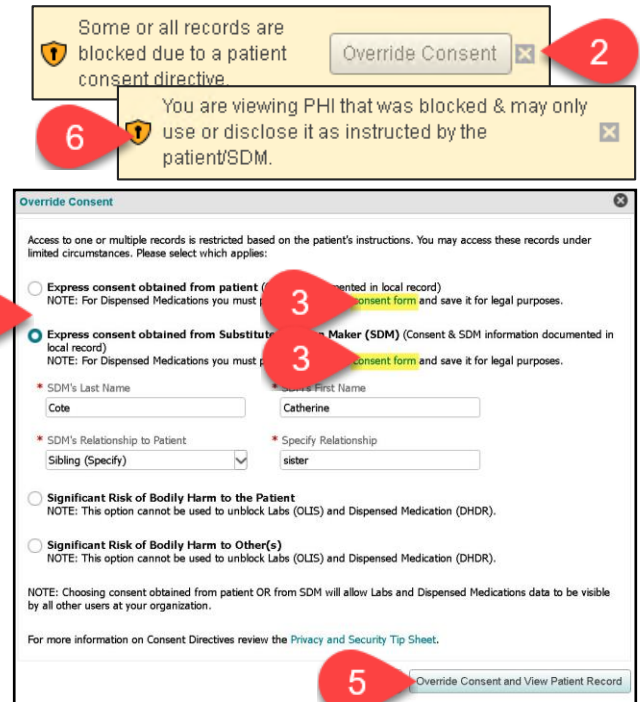 Some or all records are
blocked due to a patient
consent directive.
Override Consent
2
6
You are viewing PHI that was blocked & may only
use or disclose it as instructed by the
patient/SDM.
Override Consent
Access to one or multiple records is restricted based on the patient's instructions. You may access these records under
limited circumstances. Please select which applies:
Express consent obtained from patient ( in local record)
NOTE: For Dispensed Medications you must 3 consent form and save it for legal purposes.
Express consent obtained from Maker (SDM) (Consent & SDM information documented in
local record)
NOTE: For Dispensed Medications you must 3 consent form and save it for legal purposes.
* SDM's Last Name * SDM's First Name
Cote Catherine
* SDM's Relationship to Patient * Specify Relationship
Sibling (Specify) sister
Significant Risk of Bodily Harm to the Patient
NOTE: This option cannot be used to unblock Labs (OLIS) and Dispensed Medication (DHDR).
Significant Risk of Bodily Harm to Other(s)
NOTE: This option cannot be used to unblock Labs (OLIS) and Dispensed Medication (DHDR).
NOTE: Choosing consent obtained from patient OR from SDM will allow Labs and Dispensed Medications data to be visible
by all other users at your organization.
For more information on Consent Directives review the Privacy and Security Tip Sheet.
5 Override Consent and View Patient Record